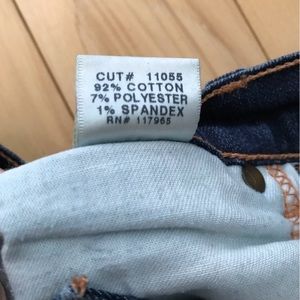 CUT# 11055
92% COTTON
7% POLYESTER
1% SPANDEX
RN# 117965